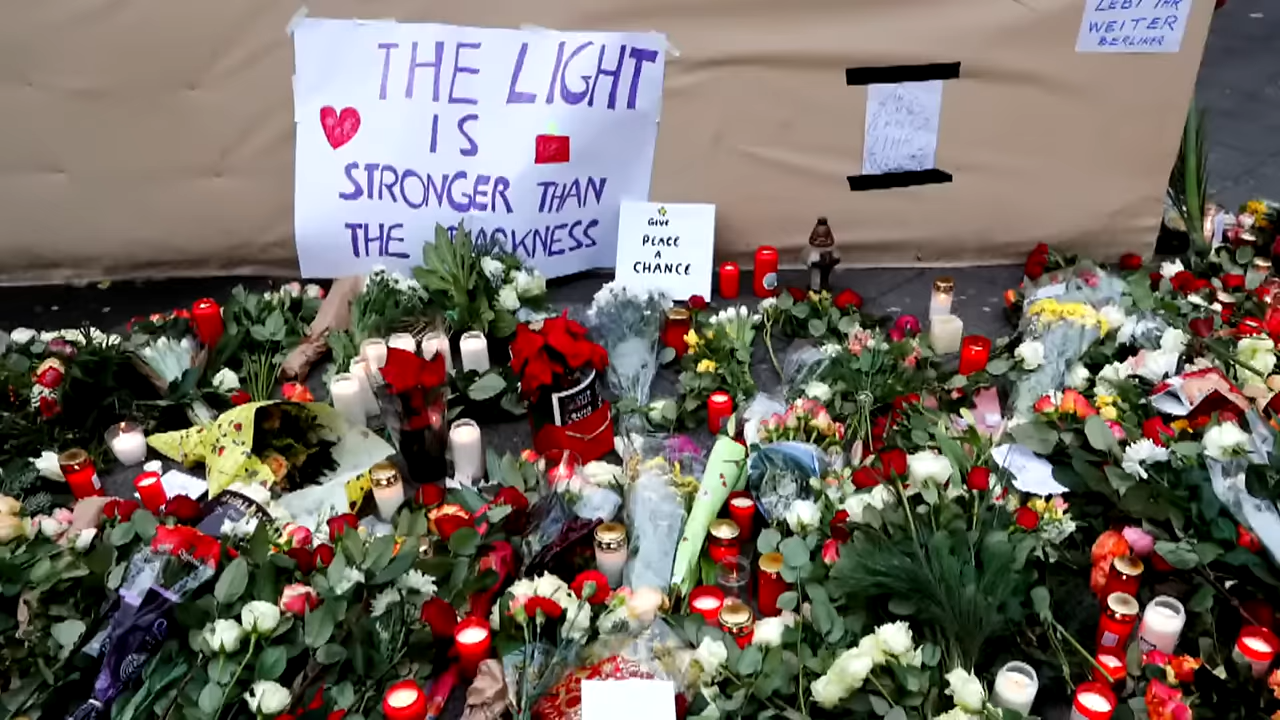 THE LIGHT
IS
STRONGER THAN
THE DARKNESS
GIVE
PEACE
A
CHANCE
LEBT IHR
WEITER
BERLINER